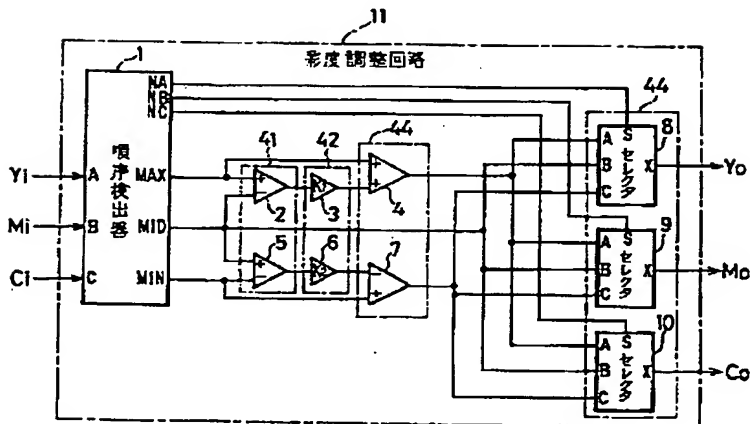 11
彩度調整回路
1
NA
NB
NC
順序検出器
A
B
C
MAX
MID
MIN
Yi
Mi
Ci
41
42
44
2
3
4
5
6
7
44
S
A
B
C
セレクタ
X
8
Yo
S
A
B
C
セレクタ
X
9
Mo
S
A
B
C
セレクタ
X
10
Co